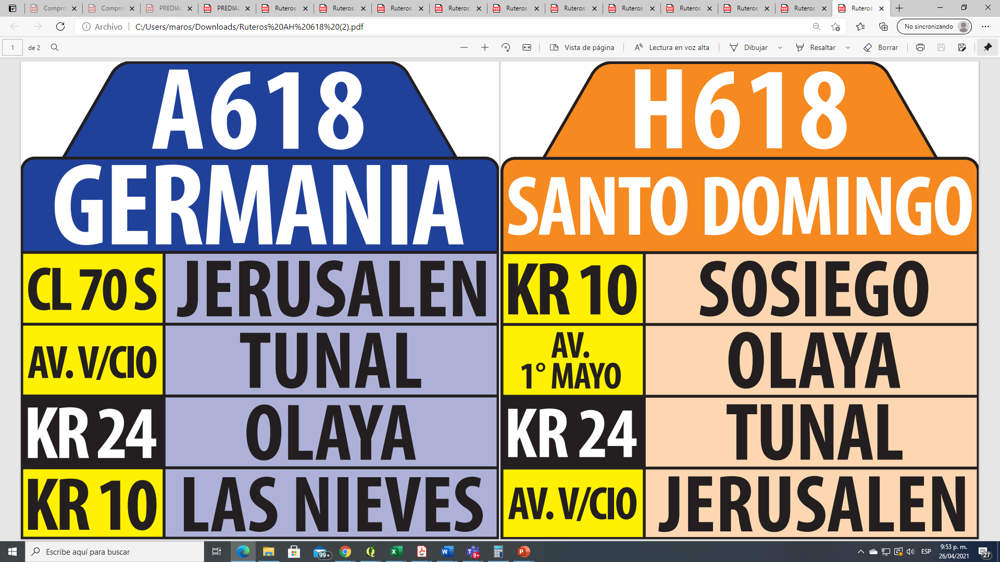 Compro
Compro
PREDIAL
PREDIAL
Ruteros
Ruteros
Ruteros
Ruteros
Ruteros
Ruteros
Ruteros
Ruteros
Ruteros
Ruteros
Ruteros
Archivo
C:/Users/maros/Downloads/Ruteros%20AH%20618%20(2).pdf
No sincronizando
1
de 2
Vista de página
Lectura en voz alta
Dibujar
Resaltar
Borrar
A618
GERMANIA
CL 70 S
JERUSALEN
AV. V/CIO
TUNAL
KR 24
OLAYA
KR 10
LAS NIEVES
H618
SANTO DOMINGO
KR 10
SOSIEGO
AV.
1° MAYO
OLAYA
KR 24
TUNAL
AV. V/CIO
JERUSALEN
Escribe aquí para buscar
99+
9+
ESP
9:53 p. m.
26/04/2021
27